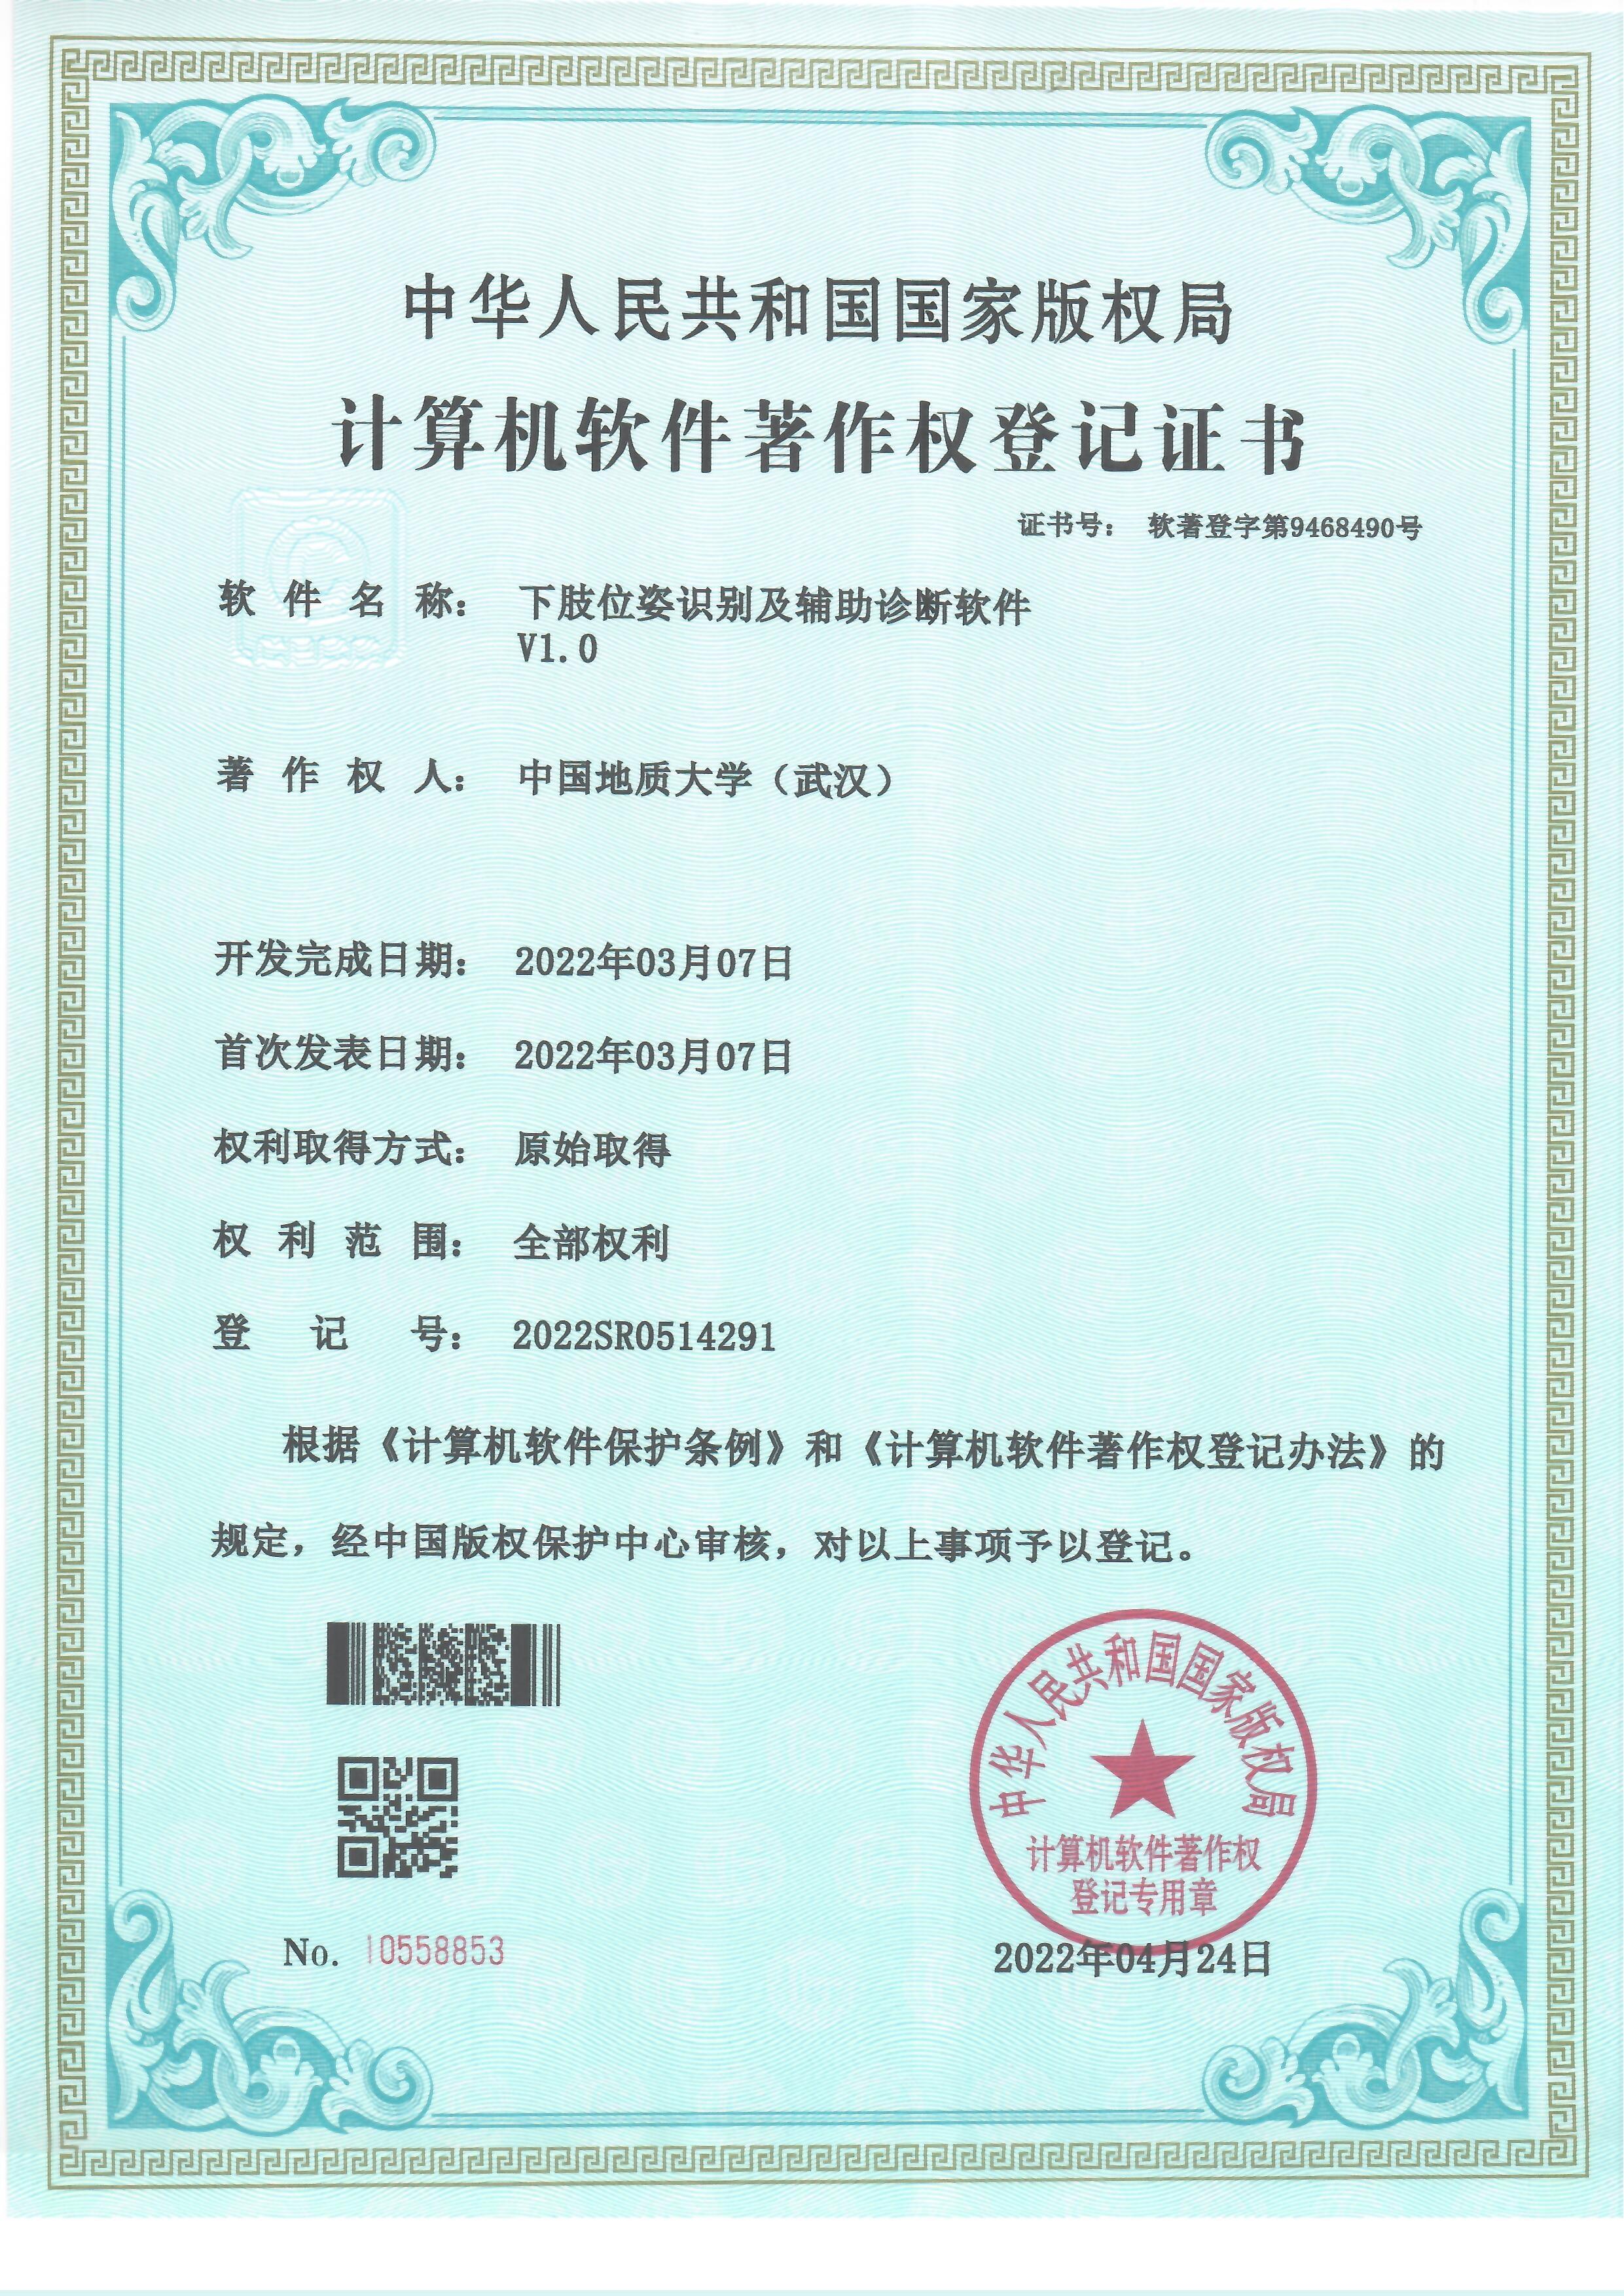 中华人民共和国国家版权局
计算机软件著作权登记证书
证书号： 软著登字第9468490号
软件名称： 下肢位姿识别及辅助诊断软件
V1.0
著作权人： 中国地质大学（武汉）
开发完成日期： 2022年03月07日
首次发表日期： 2022年03月07日
权利取得方式： 原始取得
权利范围： 全部权利
登记号： 2022SR0514291
根据《计算机软件保护条例》和《计算机软件著作权登记办法》的
规定，经中国版权保护中心审核，对以上事项予以登记。
中华人民共和国国家版权局
计算机软件著作权
登记专用章
No. 10558853
2022年04月24日